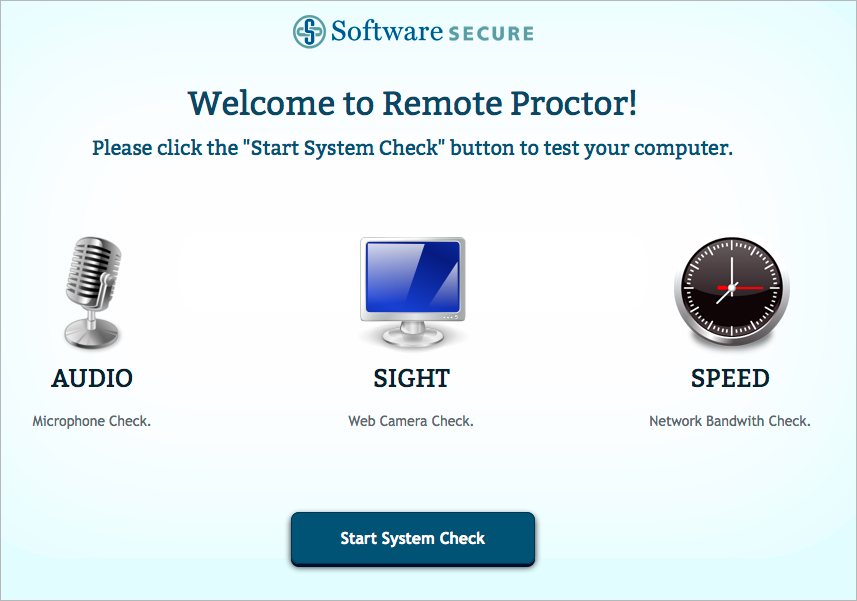 Software SECURE
Welcome to Remote Proctor!
Please click the "Start System Check" button to test your computer.
AUDIO
SIGHT
SPEED
Microphone Check.
Web Camera Check.
Network Bandwith Check.
Start System Check